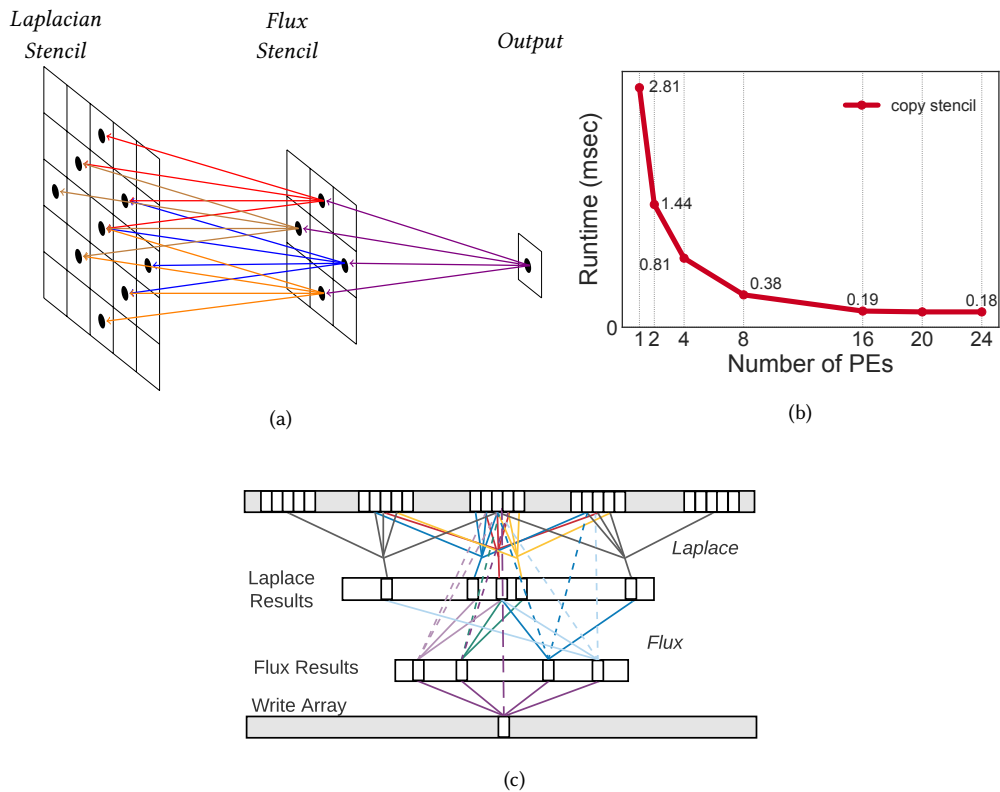 Laplacian
Stencil
Flux
Stencil
Output
(a)
Runtime (msec)
copy stencil
2.81
1.44
0.81
0.38
0.19
0.18
0
1 2 4 8 16 20 24
Number of PEs
(b)
Laplace
Laplace
Results
Flux
Flux Results
Write Array
(c)